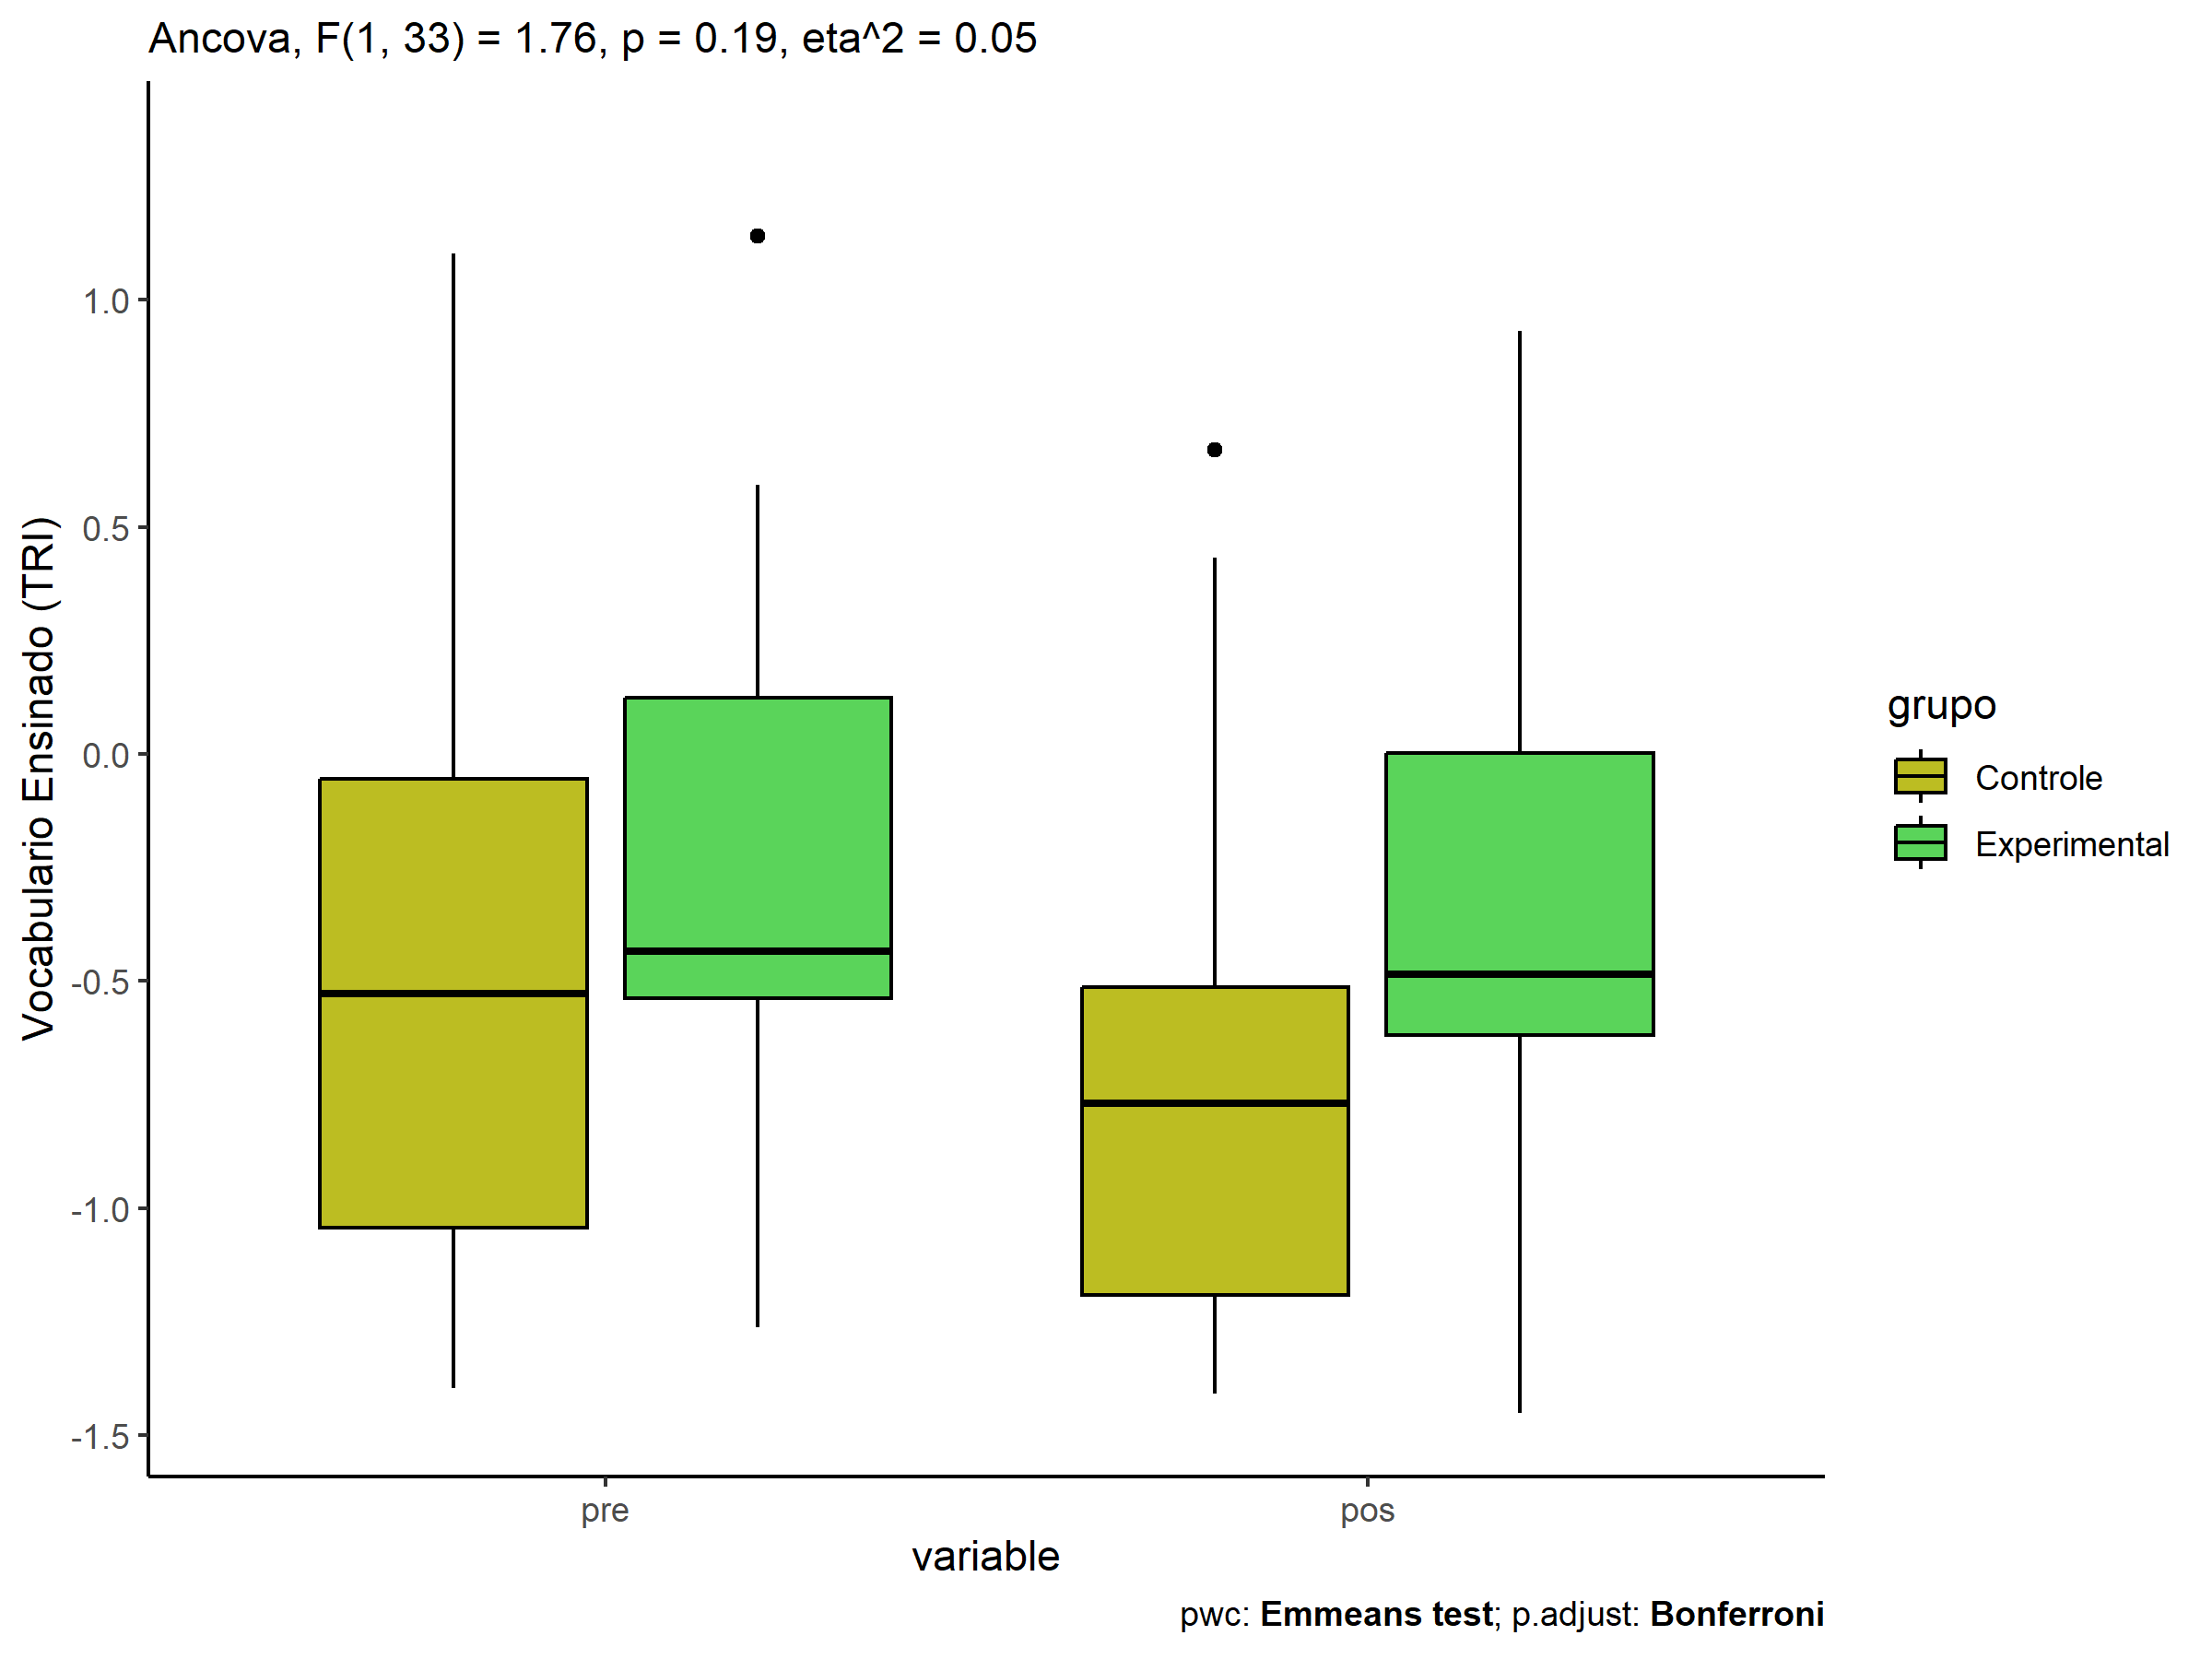 Ancova, F(1, 33) = 1.76, p = 0.19, eta^2 = 0.05
Vocabulario Ensinado (TRI)
1.0
0.5
0.0
-0.5
-1.0
-1.5
pre
pos
variable
grupo
Controle
Experimental
pwc: Emmeans test; p.adjust: Bonferroni